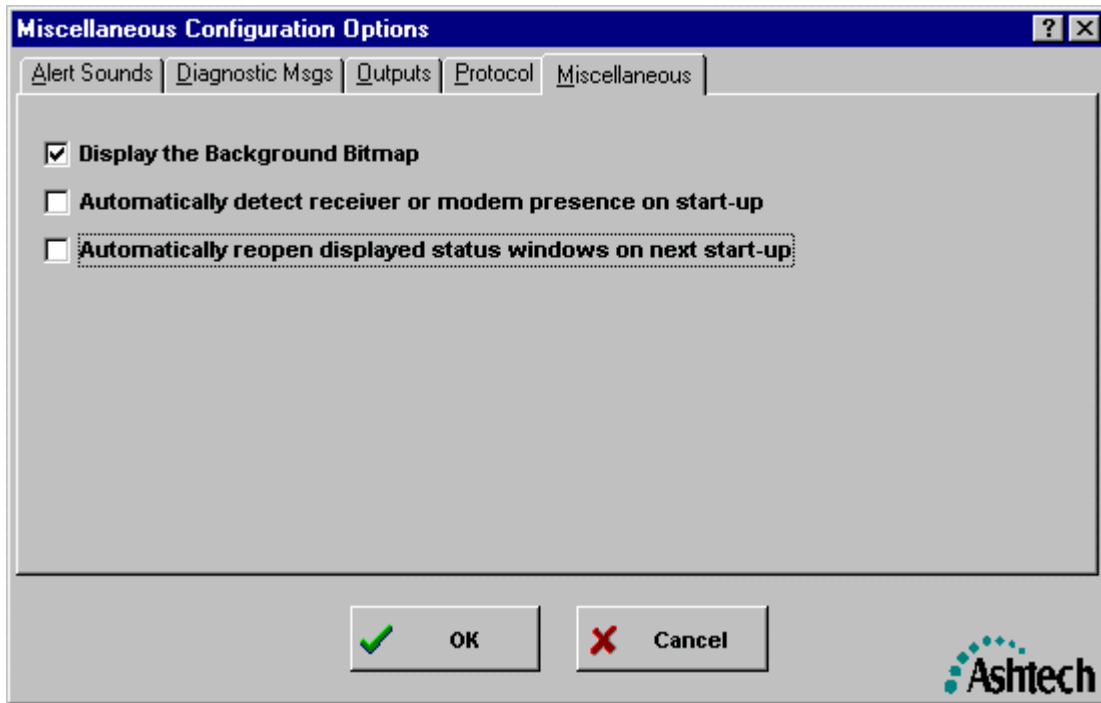 Miscellaneous Configuration Options
Alert Sounds Diagnostic Msgs Outputs Protocol Miscellaneous
Display the Background Bitmap
Automatically detect receiver or modem presence on start-up
Automatically reopen displayed status windows on next start-up
OK Cancel
Ashtech